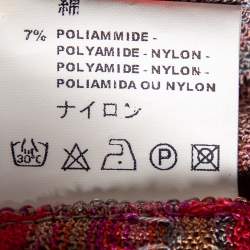 綿
7% POLIAMMIDE -
POLYAMIDE - NYLON -
POLYAMIDE - NYLON -
POLIAMIDA OU NYLON
ナイロン
30°C P